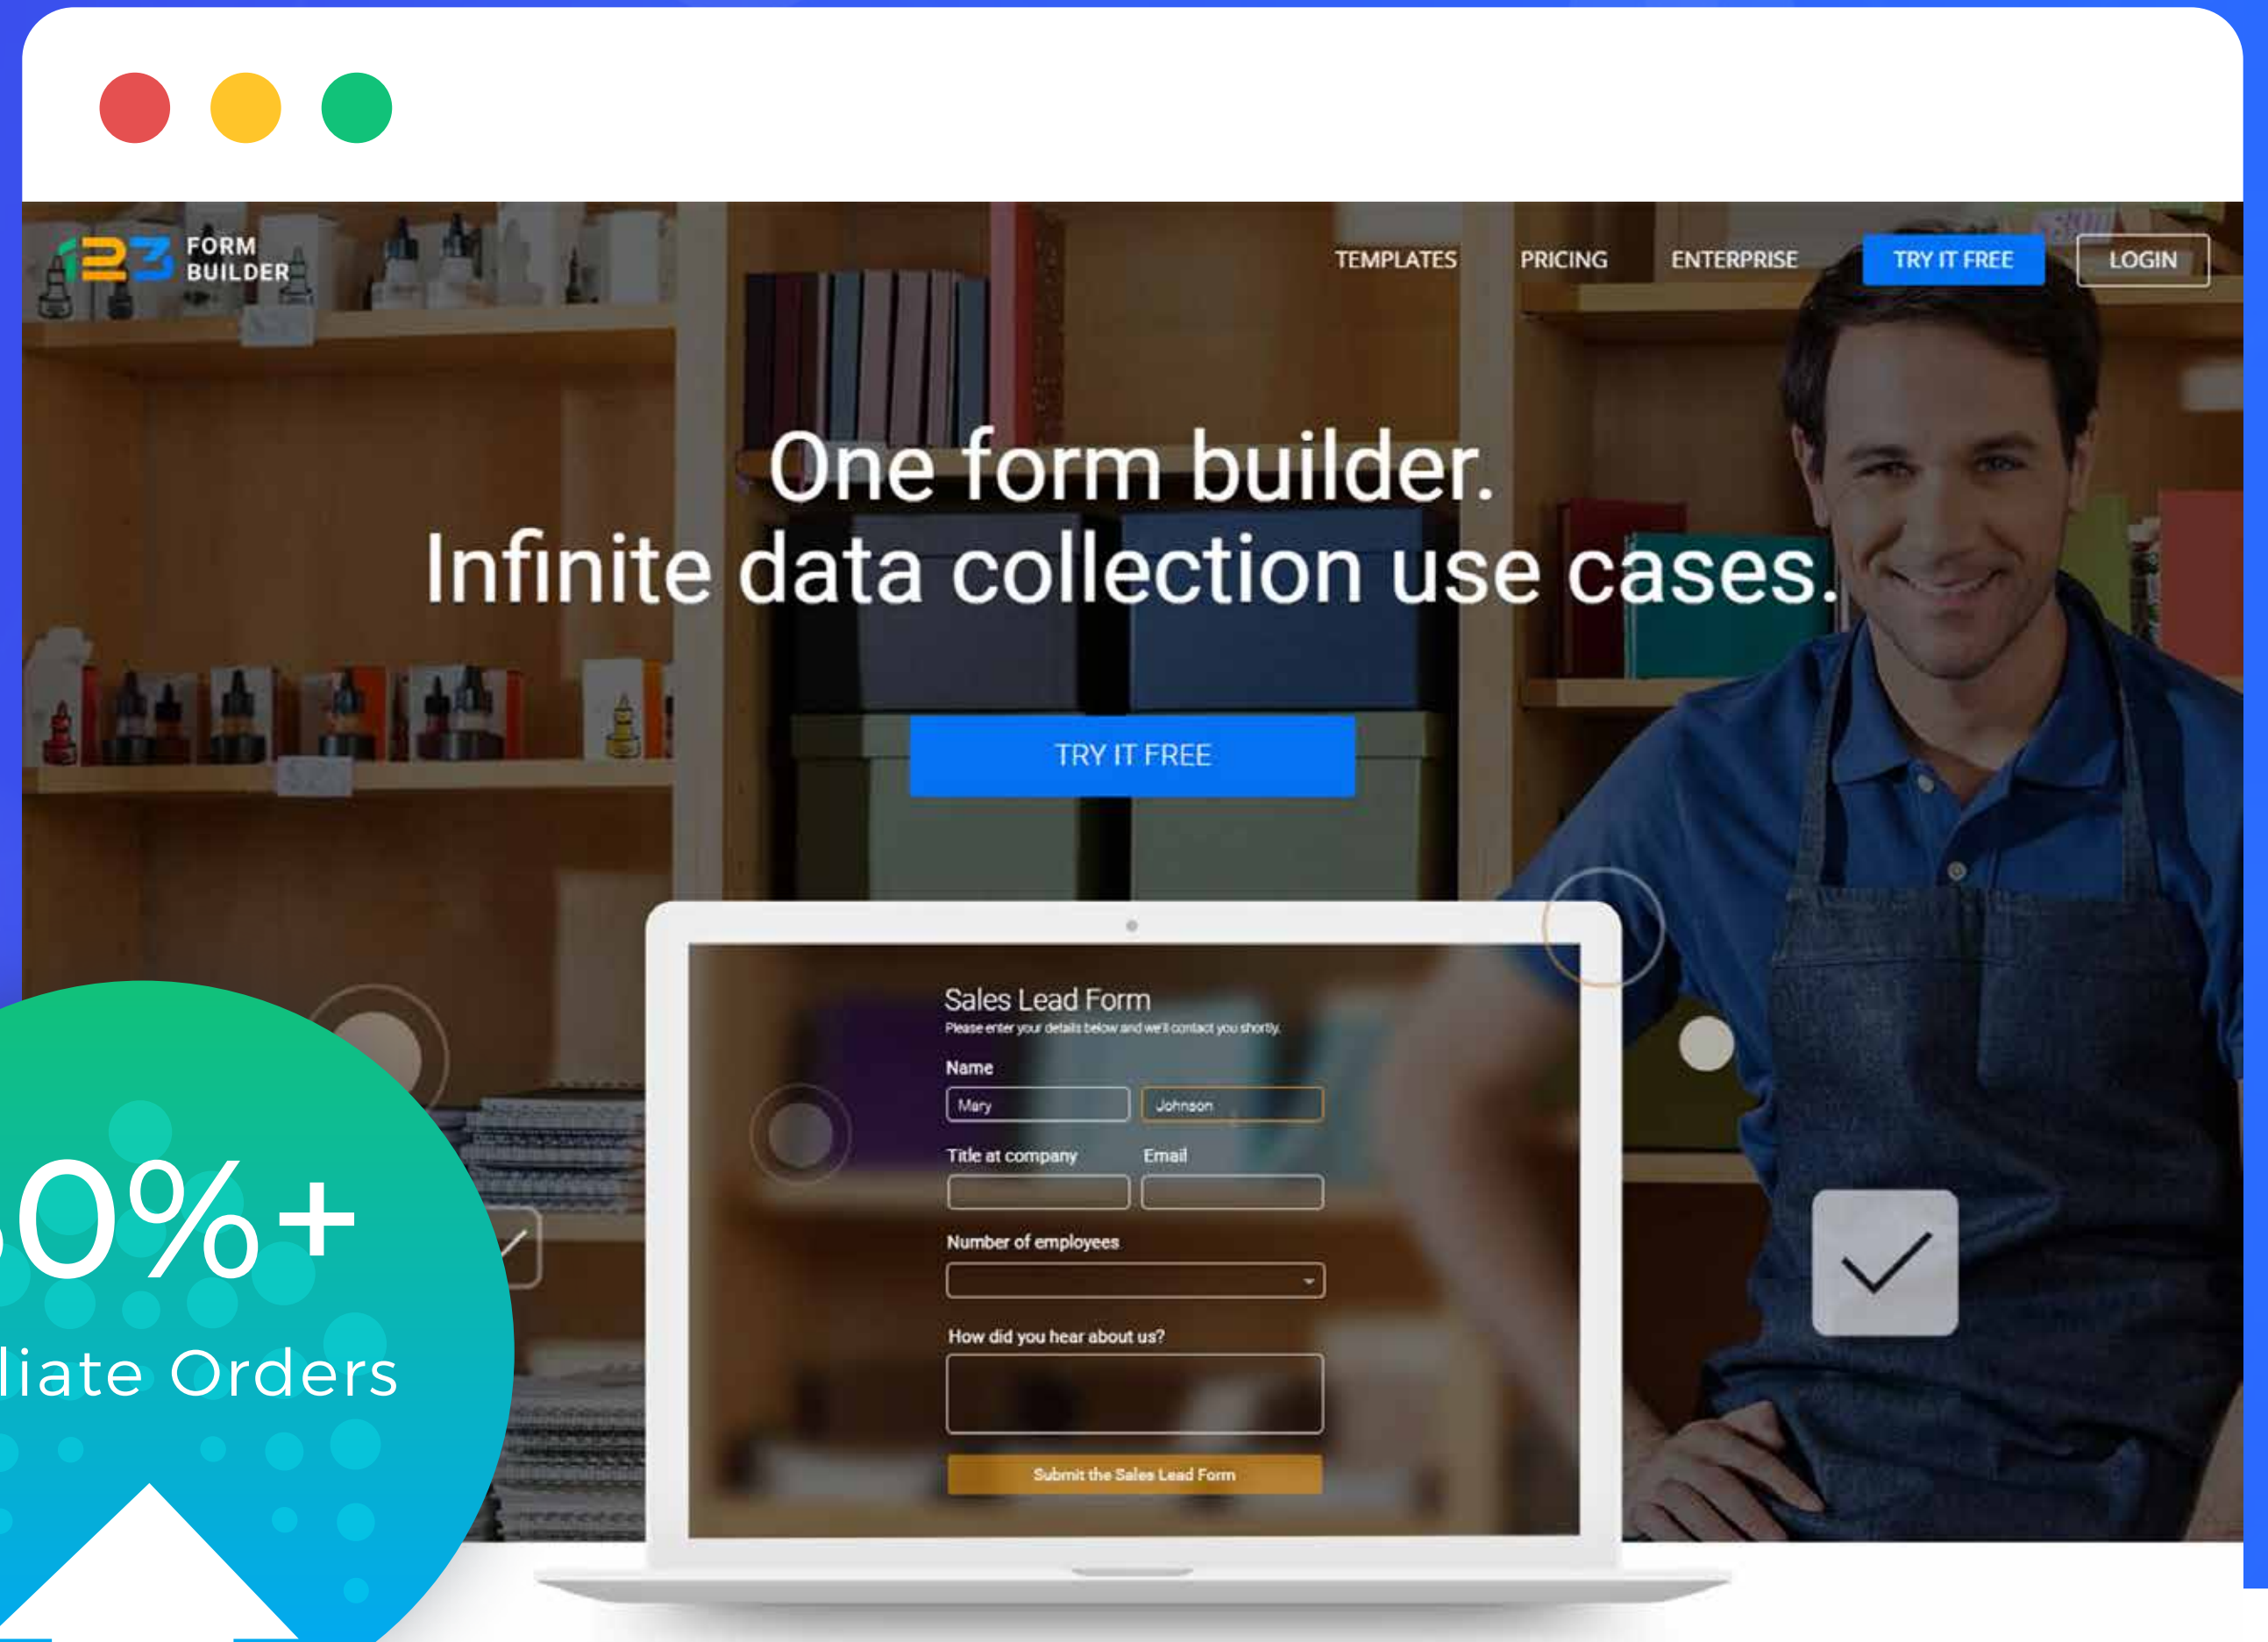 123 FORM
BUILDER
TEMPLATES PRICING ENTERPRISE TRY IT FREE LOGIN
One form builder.
Infinite data collection use cases.
TRY IT FREE
Sales Lead Form
Please enter your details below and we'll contact you shortly.
Name
Mary Johnson
Title at company Email
Number of employees
How did you hear about us?
Submit the Sales Lead Form
0%+
liate Orders